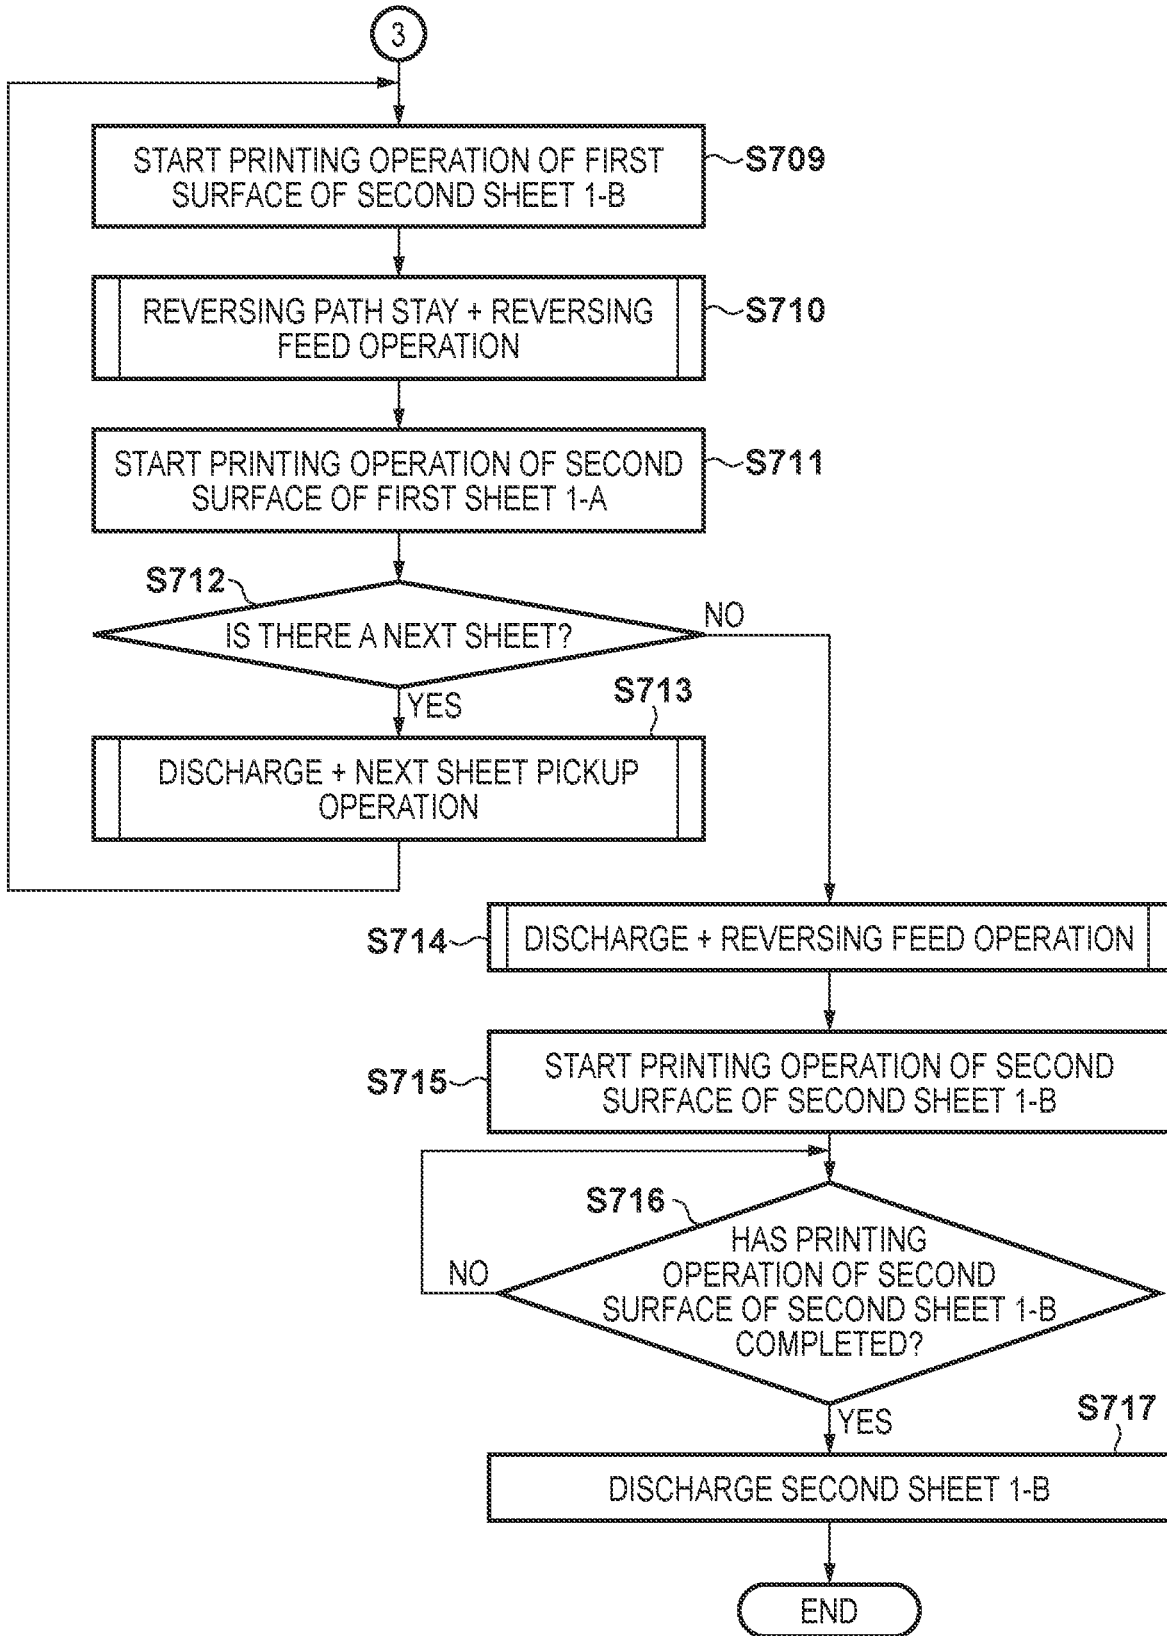 3
START PRINTING OPERATION OF FIRST
SURFACE OF SECOND SHEET 1-B
S709
REVERSING PATH STAY + REVERSING
FEED OPERATION
S710
START PRINTING OPERATION OF SECOND
SURFACE OF FIRST SHEET 1-A
S711
S712
IS THERE A NEXT SHEET?
NO
YES
S713
DISCHARGE + NEXT SHEET PICKUP
OPERATION
S714
DISCHARGE + REVERSING FEED OPERATION
START PRINTING OPERATION OF SECOND
SURFACE OF SECOND SHEET 1-B
S715
S716
HAS PRINTING
OPERATION OF SECOND
SURFACE OF SECOND SHEET 1-B
COMPLETED?
NO
YES
S717
DISCHARGE SECOND SHEET 1-B
END